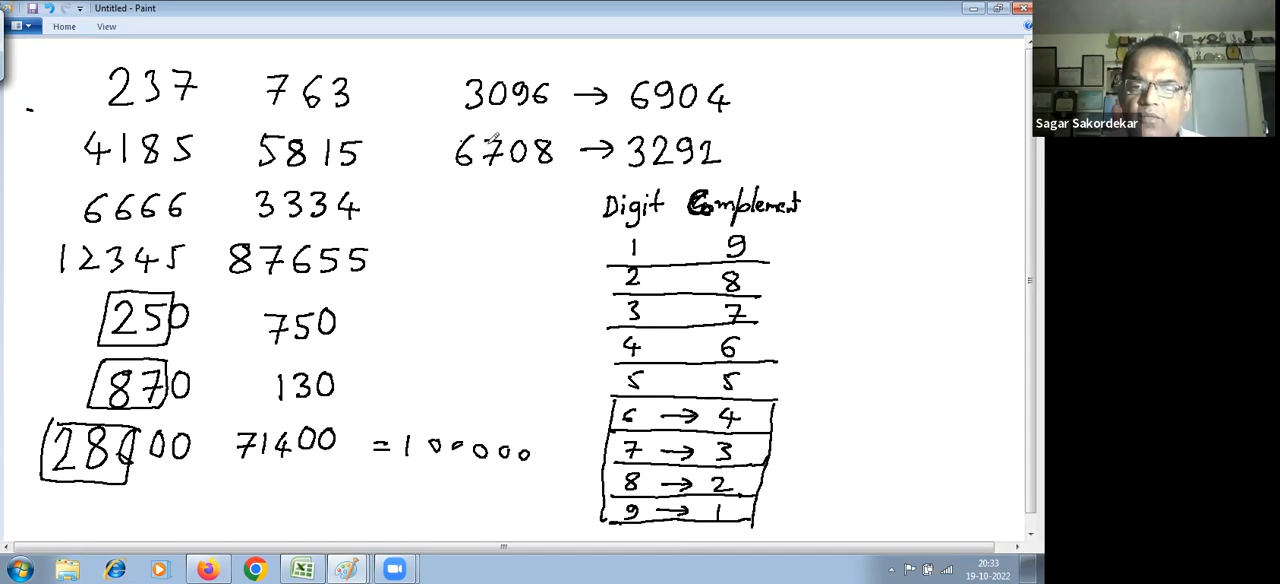 Untitled - Paint
Home View
237 763 3096 → 6904
Sagar Sakordekar
4185 5815 6708 → 3292
6666 3334
Digit Complement
12345 87655
1 9
2 8
250 750
3 7
4 6
870 130
5 5
6 → 4
28600 71400 = 100000
7 → 3
8 → 2
9 → 1
20:33
19-10-2022